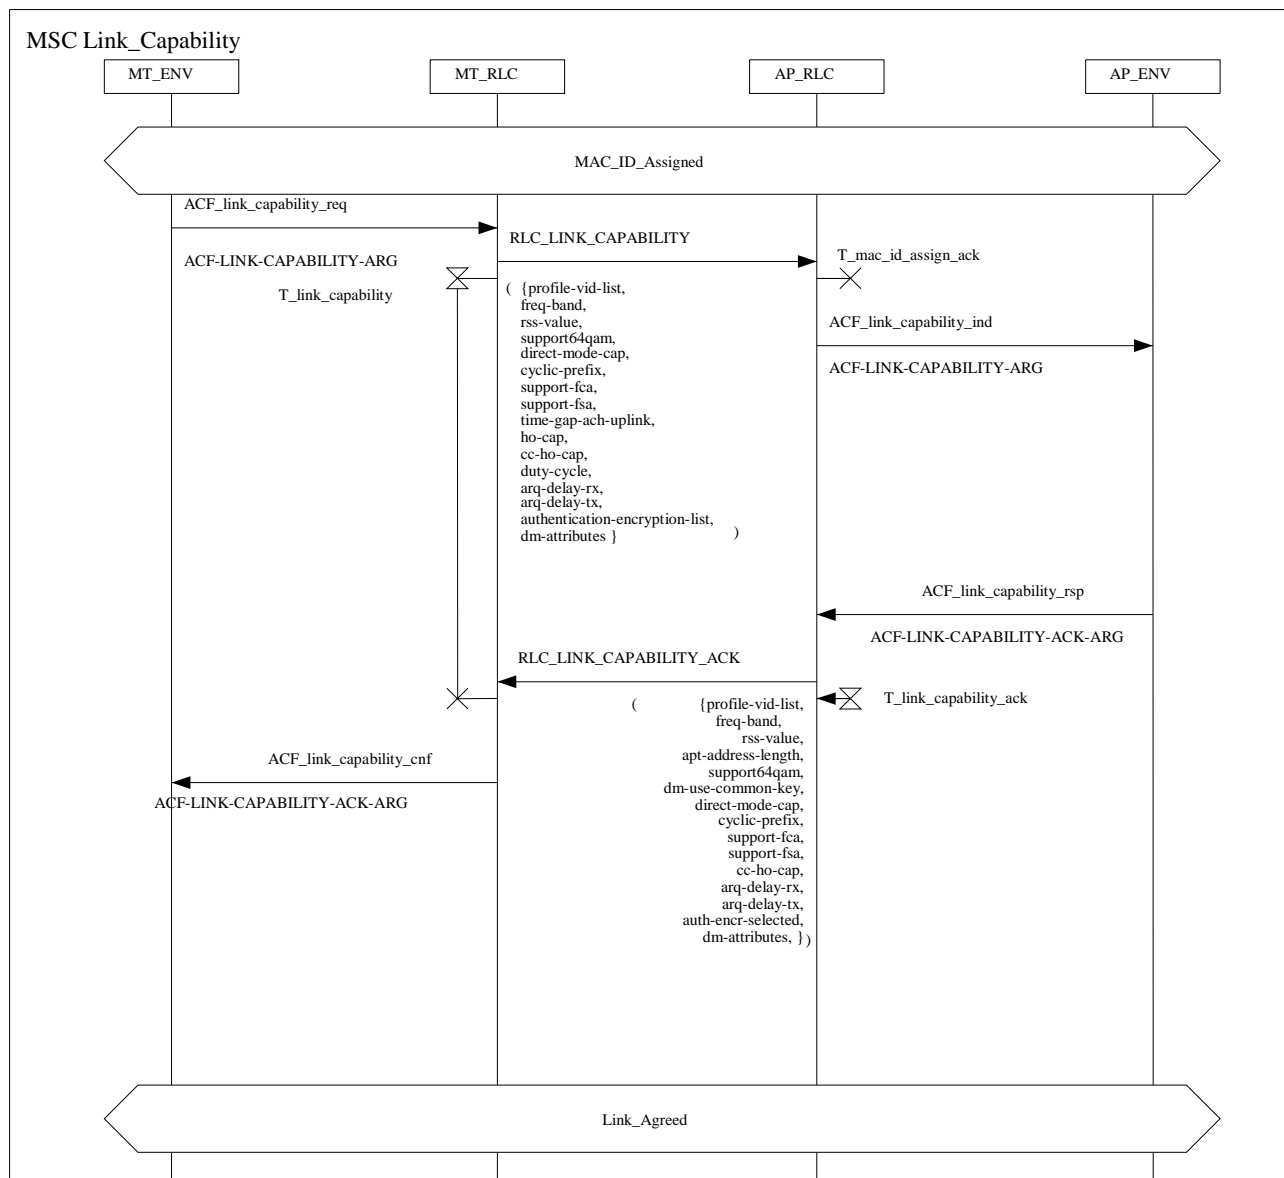 MSC Link_Capability
MT_ENV
MT_RLC
AP_RLC
AP_ENV
MAC_ID_Assigned
ACF_link_capability_req
ACF-LINK-CAPABILITY-ARG
RLC_LINK_CAPABILITY
T_mac_id_assign_ack
T_link_capability
( {profile-vid-list,
freq-band,
rss-value,
support64qam,
direct-mode-cap,
cyclic-prefix,
support-fca,
support-fsa,
time-gap-ach-uplink,
ho-cap,
cc-ho-cap,
duty-cycle,
arq-delay-rx,
arq-delay-tx,
authentication-encryption-list,
dm-attributes } )
ACF_link_capability_ind
ACF-LINK-CAPABILITY-ARG
ACF_link_capability_rsp
ACF-LINK-CAPABILITY-ACK-ARG
RLC_LINK_CAPABILITY_ACK
T_link_capability_ack
( {profile-vid-list,
freq-band,
rss-value,
apt-address-length,
support64qam,
dm-use-common-key,
direct-mode-cap,
cyclic-prefix,
support-fca,
support-fsa,
cc-ho-cap,
arq-delay-rx,
arq-delay-tx,
auth-encr-selected,
dm-attributes, } )
ACF_link_capability_cnf
ACF-LINK-CAPABILITY-ACK-ARG
Link_Agreed